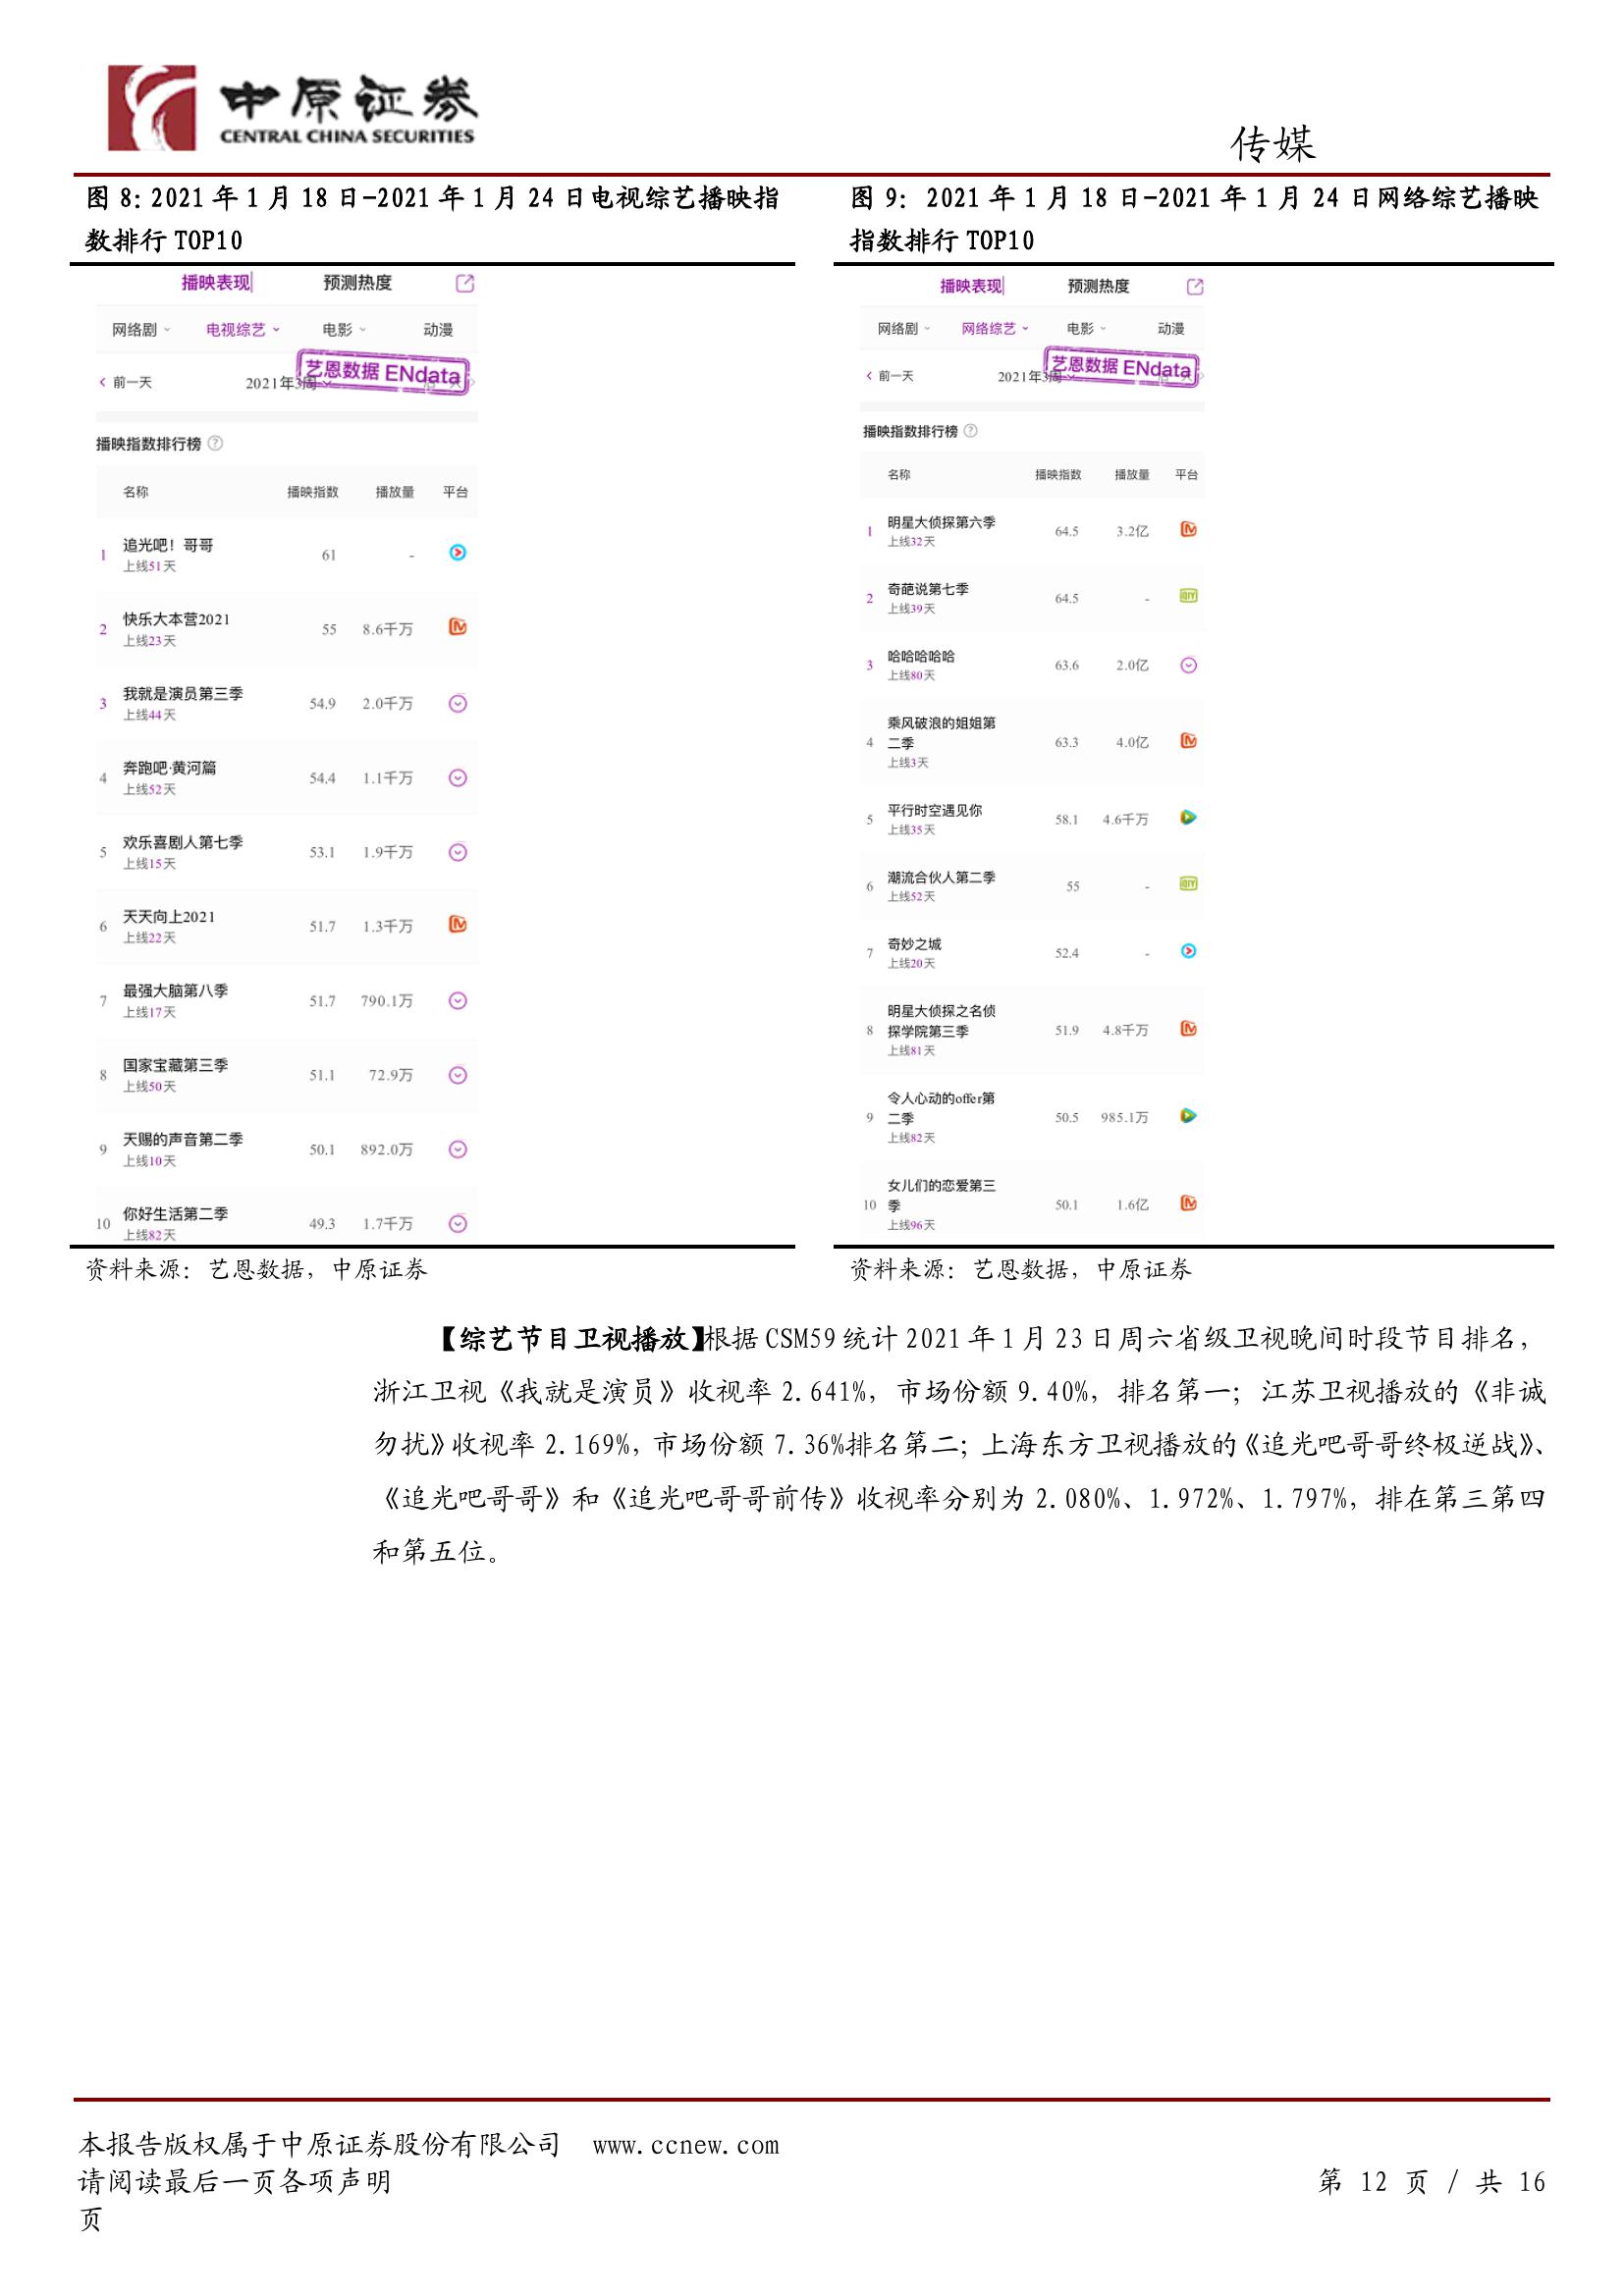 中原证券
CENTRAL CHINA SECURITIES
传媒
图 8: 2021 年 1 月 18 日-2021 年 1 月 24 日电视综艺播映指
数排行 TOP10
播映表现
预测热度
网络剧
电视综艺
电影
动漫
前一天
2021年3周
艺恩数据 ENdata
播映指数排行榜 ?
名称 播映指数 播放量 平台
1 追光吧！哥哥 61 -
上线51天
2 快乐大本营2021 55 8.6千万
上线23天
3 我就是演员第三季 54.9 2.0千万
上线44天
4 奔跑吧·黄河篇 54.4 1.1千万
上线52天
5 欢乐喜剧人第七季 53.1 1.9千万
上线15天
6 天天向上2021 51.7 1.3千万
上线22天
7 最强大脑第八季 51.7 790.1万
上线17天
8 国家宝藏第三季 51.1 72.9万
上线50天
9 天赐的声音第二季 50.1 892.0万
上线10天
10 你好生活第二季 49.3 1.7千万
上线82天
资料来源：艺恩数据，中原证券
图 9: 2021 年 1 月 18 日-2021 年 1 月 24 日网络综艺播映
指数排行 TOP10
播映表现
预测热度
网络剧
网络综艺
电影
动漫
前一天
2021年3周
艺恩数据 ENdata
播映指数排行榜 ?
名称 播映指数 播放量 平台
1 明星大侦探第六季 64.5 3.2亿
上线32天
2 奇葩说第七季 64.5 -
上线39天
3 哈哈哈哈哈 63.6 2.0亿
上线80天
乘风破浪的姐姐第
4 二季 63.3 4.0亿
上线3天
5 平行时空遇见你 58.1 4.6千万
上线35天
6 潮流合伙人第二季 55 -
上线52天
7 奇妙之城 52.4 -
上线20天
明星大侦探之名侦
8 探学院第三季 51.9 4.8千万
上线81天
令人心动的offer第
9 二季 50.5 985.1万
上线82天
女儿们的恋爱第三
10 季 50.1 1.6亿
上线96天
资料来源：艺恩数据，中原证券
【综艺节目卫视播放】根据 CSM59 统计 2021 年 1 月 23 日周六省级卫视晚间时段节目排名，
浙江卫视《我就是演员》收视率 2.641%，市场份额 9.40%，排名第一；江苏卫视播放的《非诚
勿扰》收视率 2.169%，市场份额 7.36%排名第二；上海东方卫视播放的《追光吧哥哥终极逆战》、
《追光吧哥哥》和《追光吧哥哥前传》收视率分别为 2.080%、1.972%、1.797%，排在第三第四
和第五位。
本报告版权属于中原证券股份有限公司 www.ccnew.com
请阅读最后一页各项声明 第 12 页 / 共 16
页